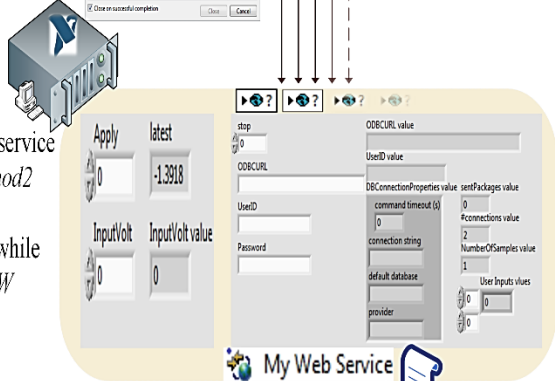 Close on successful completion
Close Cancel
service
nod2
while
W
Apply latest
0 -1.3918
InputVolt InputVolt value
0 0
? ? ? ?
stop
0
ODBCURL
UserID
Password
ODBCURL value
UserID value
DBConnectionProperties value
command timeout (s)
0
connection string
default database
provider
sentPackages value
0
#connections value
2
NumberOfSamples value
1
User Inputs vlues
0 0
0
My Web Service